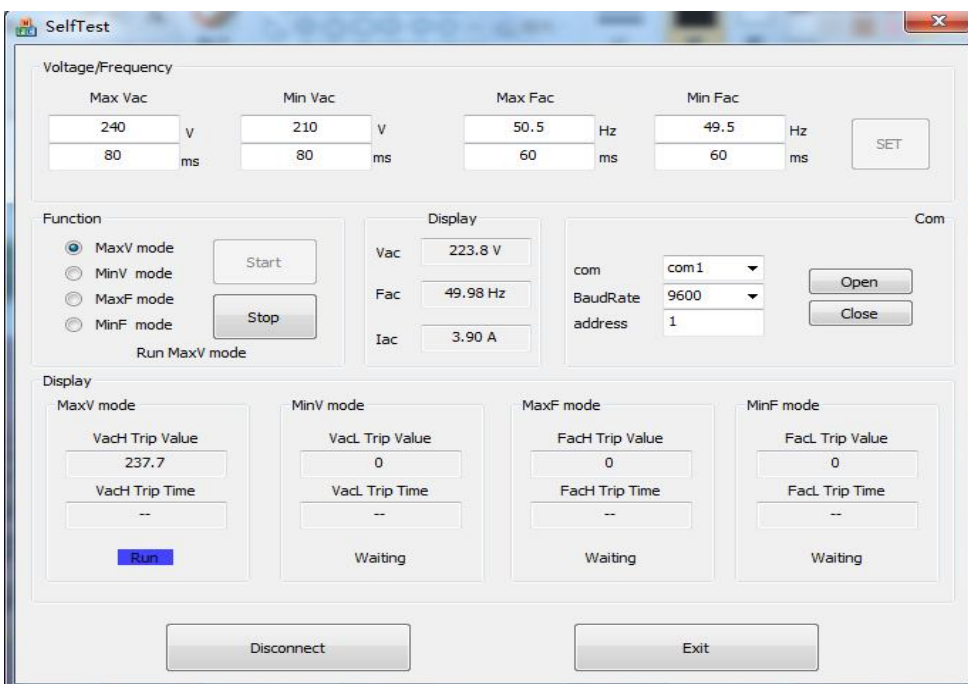 SelfTest
Voltage/Frequency
Max Vac Min Vac Max Fac Min Fac
240 V 210 V 50.5 Hz 49.5 Hz
80 ms 80 ms 60 ms 60 ms
SET
Function
MaxV mode
MinV mode
MaxF mode
MinF mode
Start
Stop
Run MaxV mode
Display
Vac 223.8 V
Fac 49.98 Hz
Iac 3.90 A
Com
com com1
BaudRate 9600
address 1
Open
Close
Display
MaxV mode
VacH Trip Value
237.7
VacH Trip Time
--
Run
MinV mode
VacL Trip Value
0
VacL Trip Time
--
Waiting
MaxF mode
FacH Trip Value
0
FacH Trip Time
--
Waiting
MinF mode
FacL Trip Value
0
FacL Trip Time
--
Waiting
Disconnect
Exit